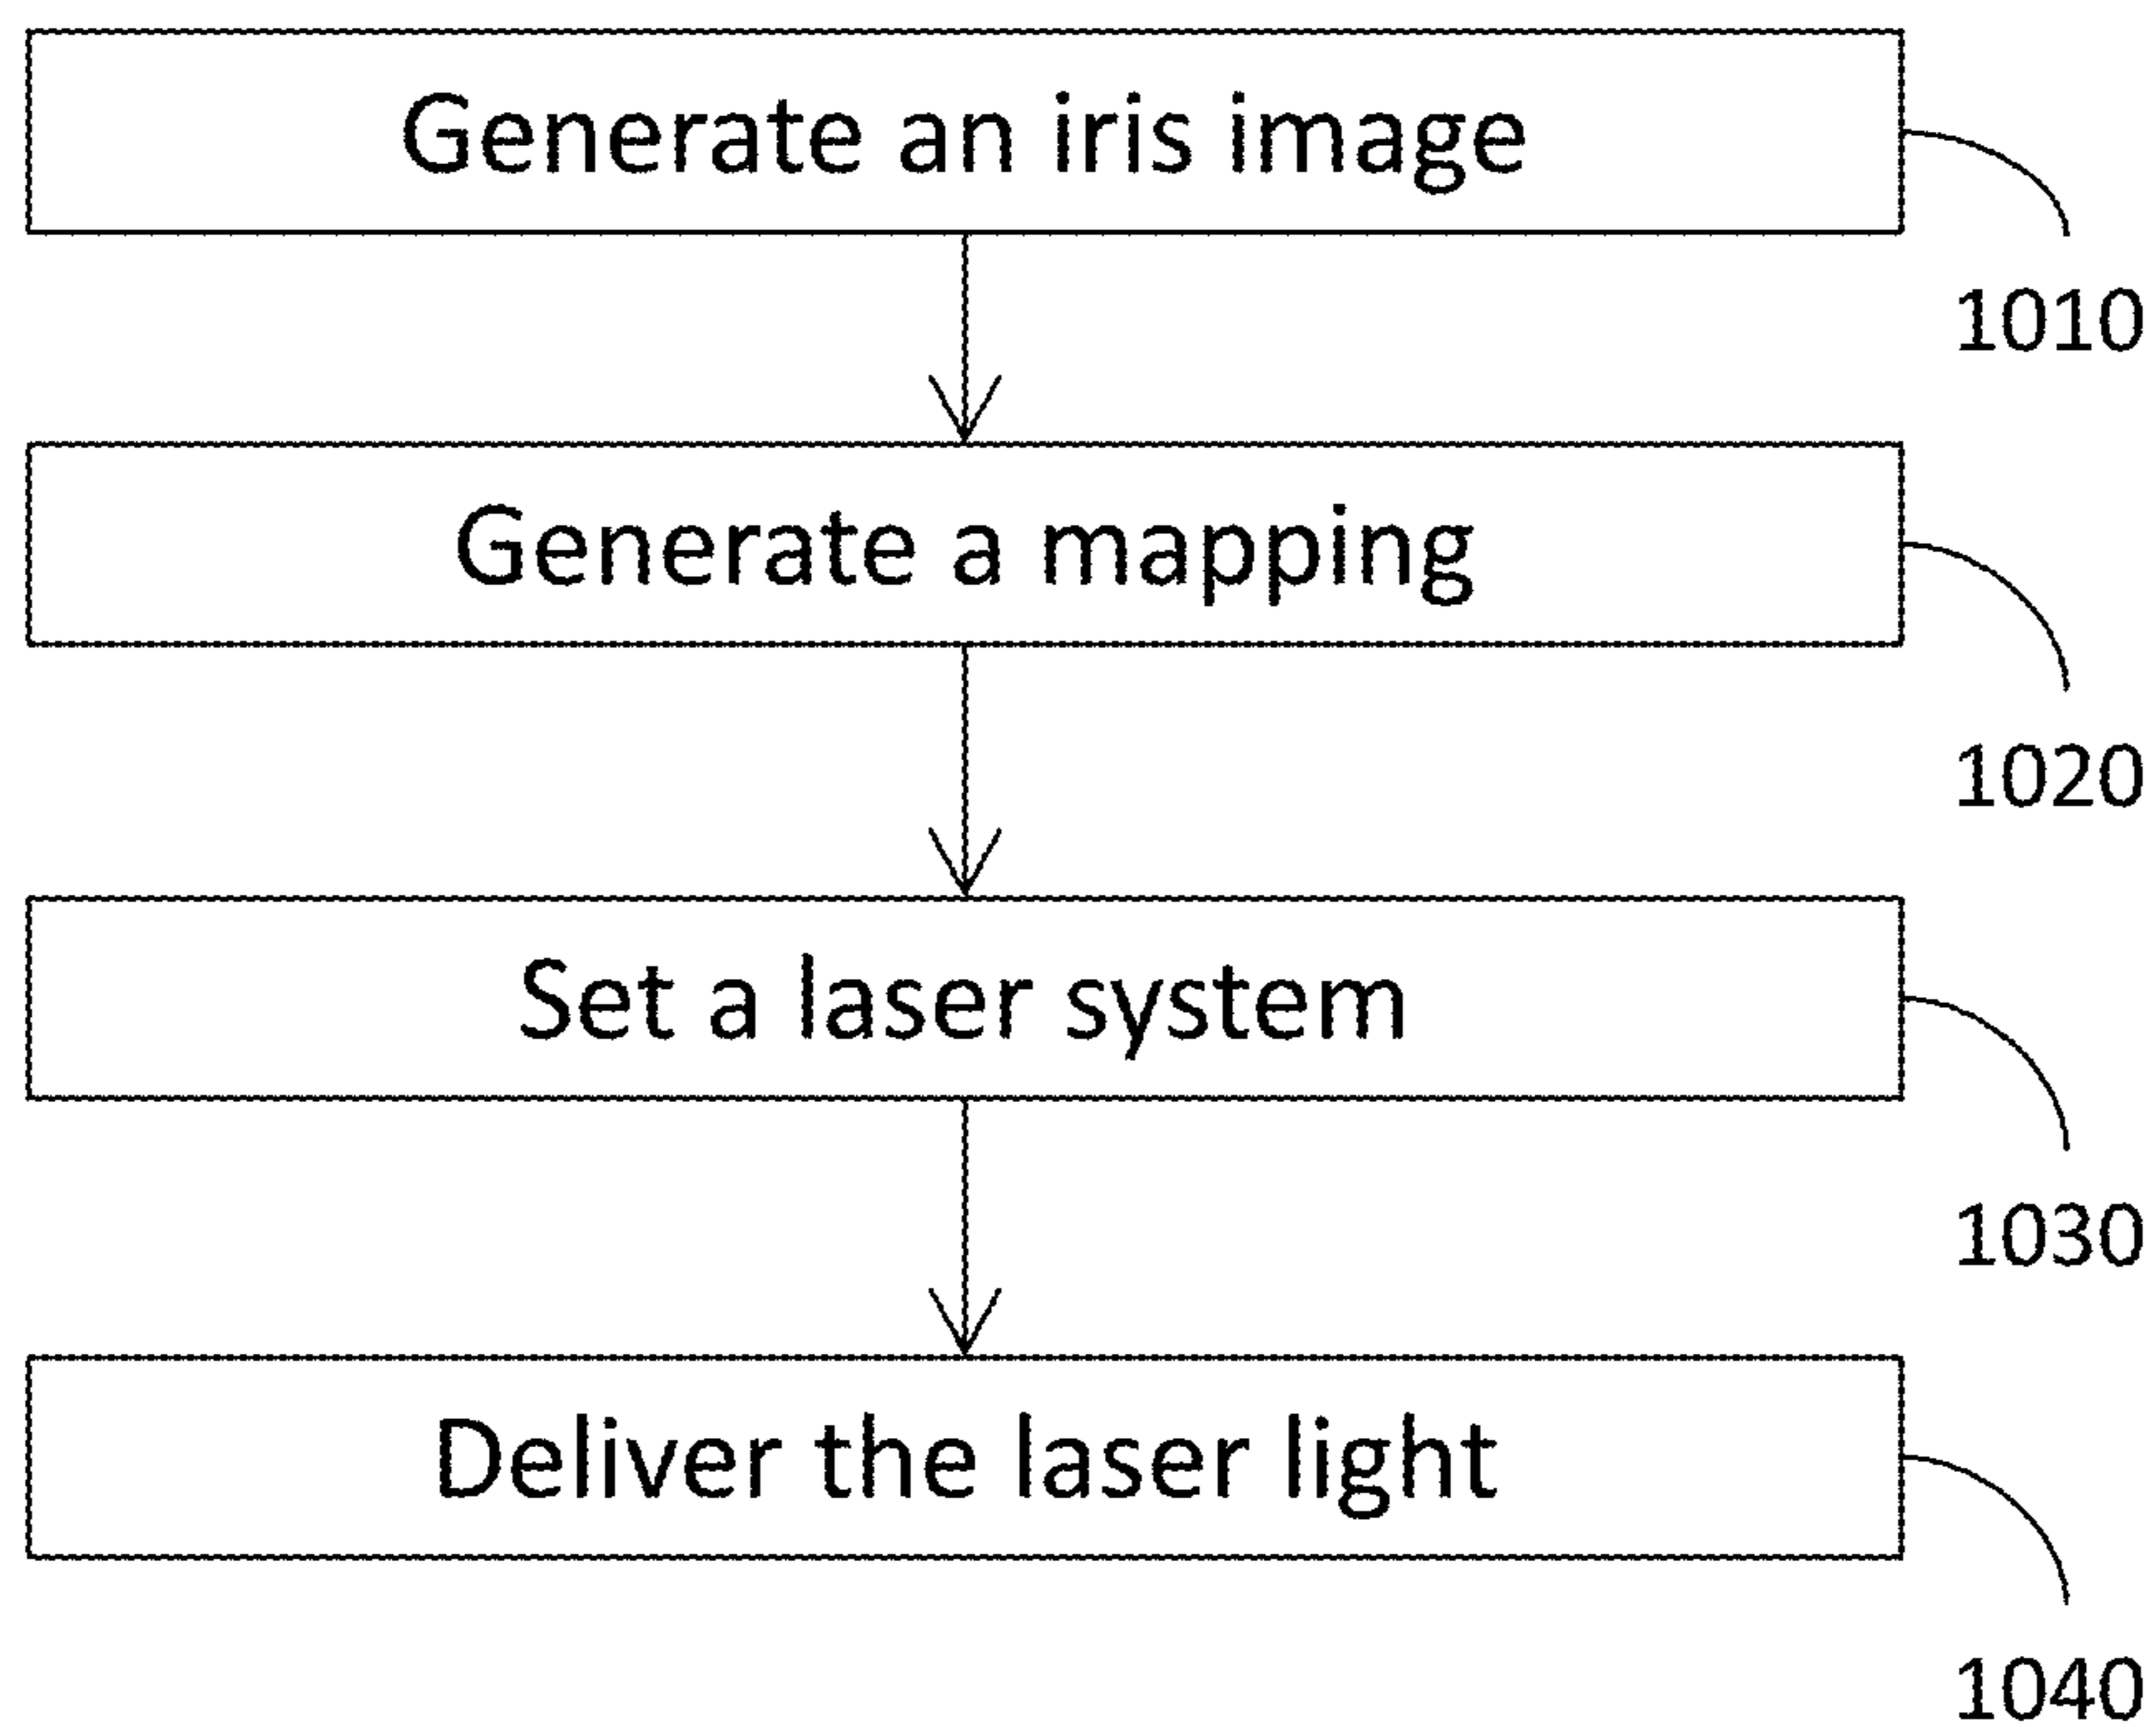 Generate an iris image
1010
Generate a mapping
1020
Set a laser system
1030
Deliver the laser light
1040